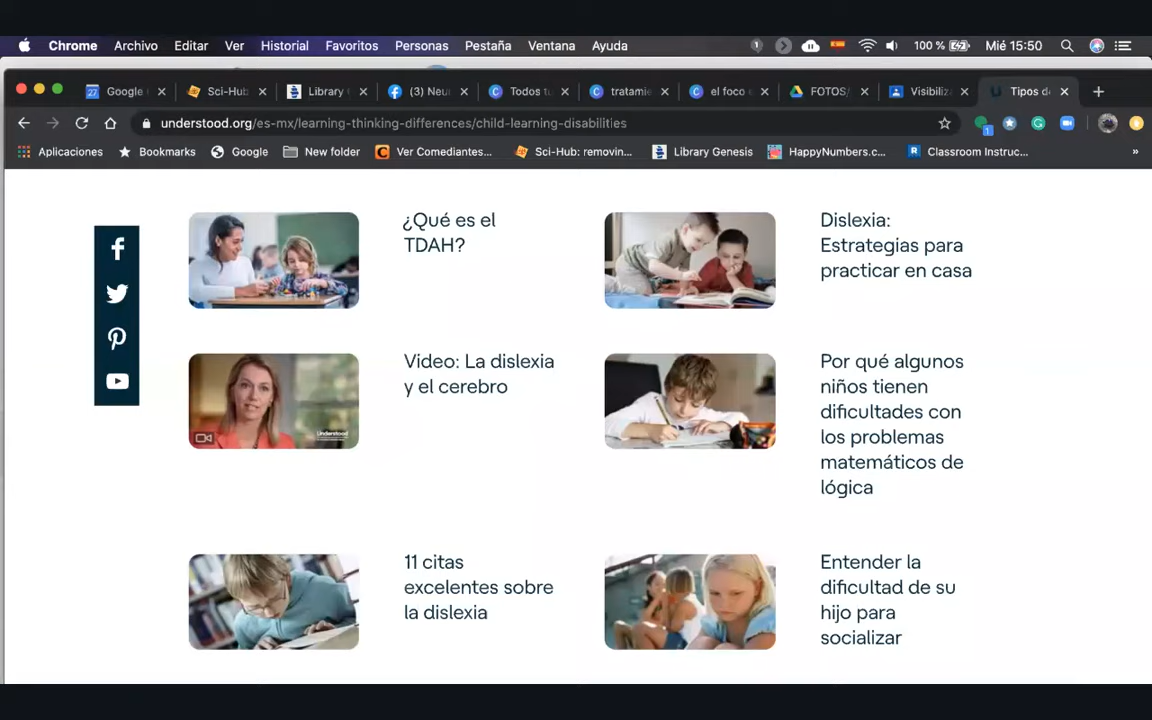 Chrome Archivo Editar Ver Historial Favoritos Personas Pestaña Ventana Ayuda 100 % Mié 15:50
27 Google Sci-Hub Library (3) Neu Todos tu tratamie el foco FOTOS/ Visibiliz Tipos de
understood.org/es-mx/learning-thinking-differences/child-learning-disabilities
1
Aplicaciones Bookmarks Google New folder Ver Comediantes... Sci-Hub: removin... Library Genesis HappyNumbers.c... R Classroom Instruc... »
¿Qué es el
TDAH?
Dislexia:
Estrategias para
practicar en casa
Video: La dislexia
y el cerebro
Understood
Por qué algunos
niños tienen
dificultades con
los problemas
matemáticos de
lógica
11 citas
excelentes sobre
la dislexia
Entender la
dificultad de su
hijo para
socializar